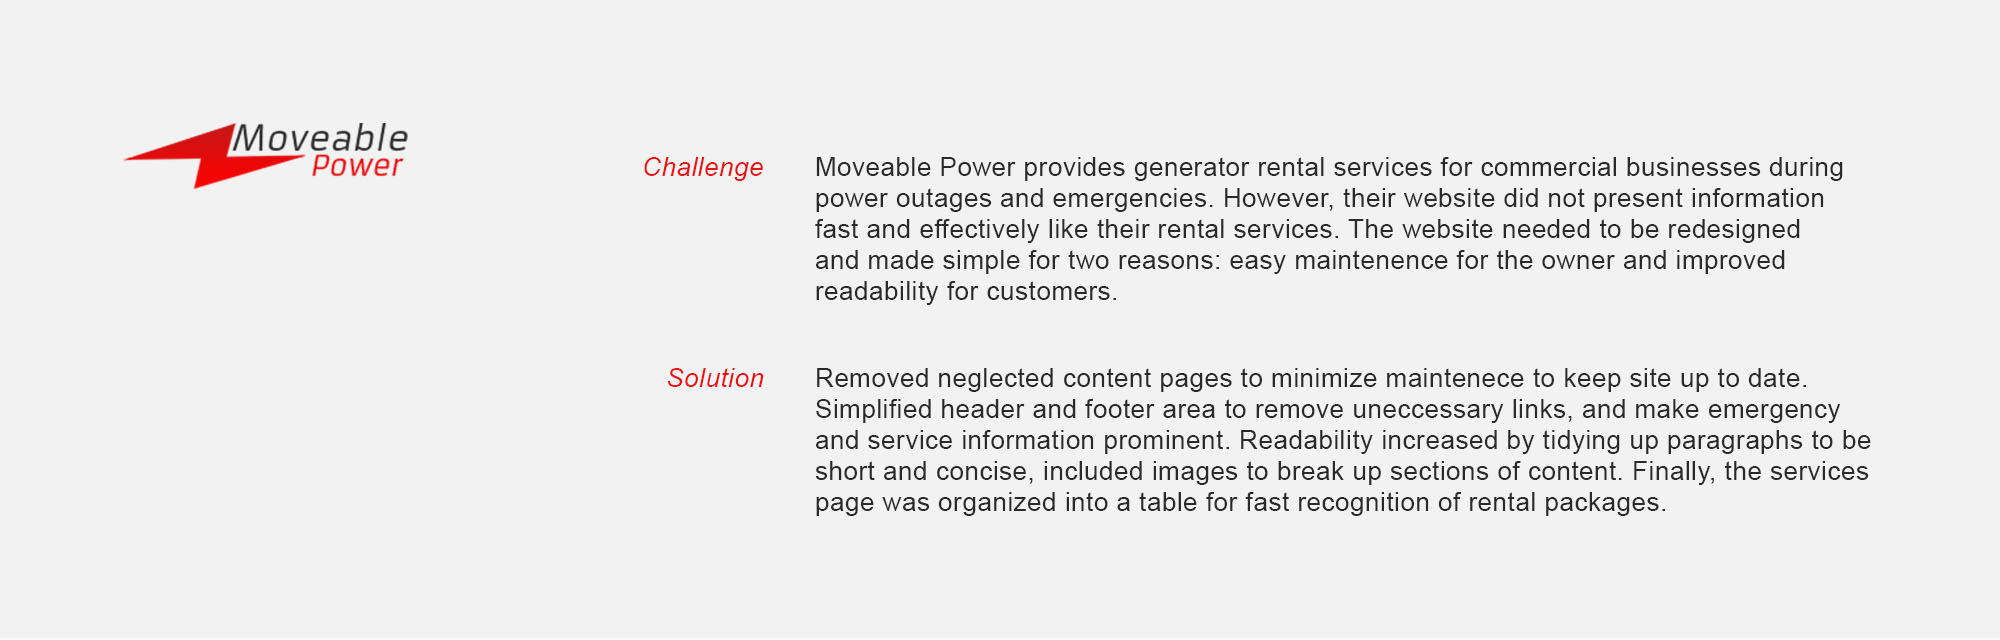 Moveable
Power
Challenge
Moveable Power provides generator rental services for commercial businesses during
power outages and emergencies. However, their website did not present information
fast and effectively like their rental services. The website needed to be redesigned
and made simple for two reasons: easy maintenence for the owner and improved
readability for customers.
Solution
Removed neglected content pages to minimize maintenece to keep site up to date.
Simplified header and footer area to remove uneccessary links, and make emergency
and service information prominent. Readability increased by tidying up paragraphs to be
short and concise, included images to break up sections of content. Finally, the services
page was organized into a table for fast recognition of rental packages.